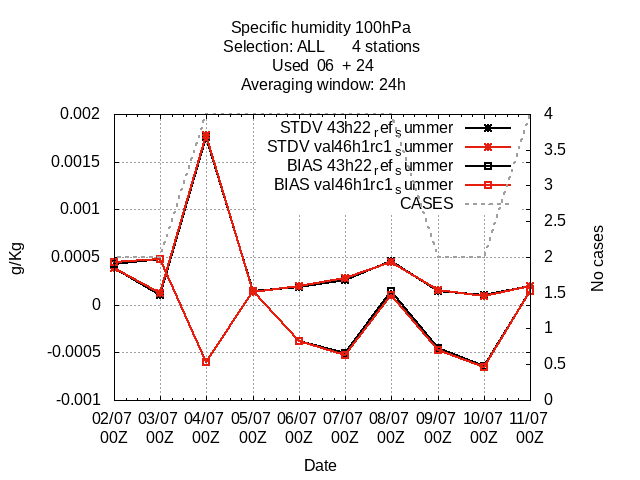 Specific humidity 100hPa
Selection: ALL      4 stations
Used  06  + 24
Averaging window: 24h
STDV 43h22_ref_summer
STDV val46h1rc1_summer
BIAS 43h22_ref_summer
BIAS val46h1rc1_summer
CASES
0.002
0.0015
0.001
0.0005
0
-0.0005
-0.001
g/Kg
4
3.5
3
2.5
2
1.5
1
0.5
0
No cases
02/07 03/07 04/07 05/07 06/07 07/07 08/07 09/07 10/07 11/07
00Z 00Z 00Z 00Z 00Z 00Z 00Z 00Z 00Z 00Z
Date